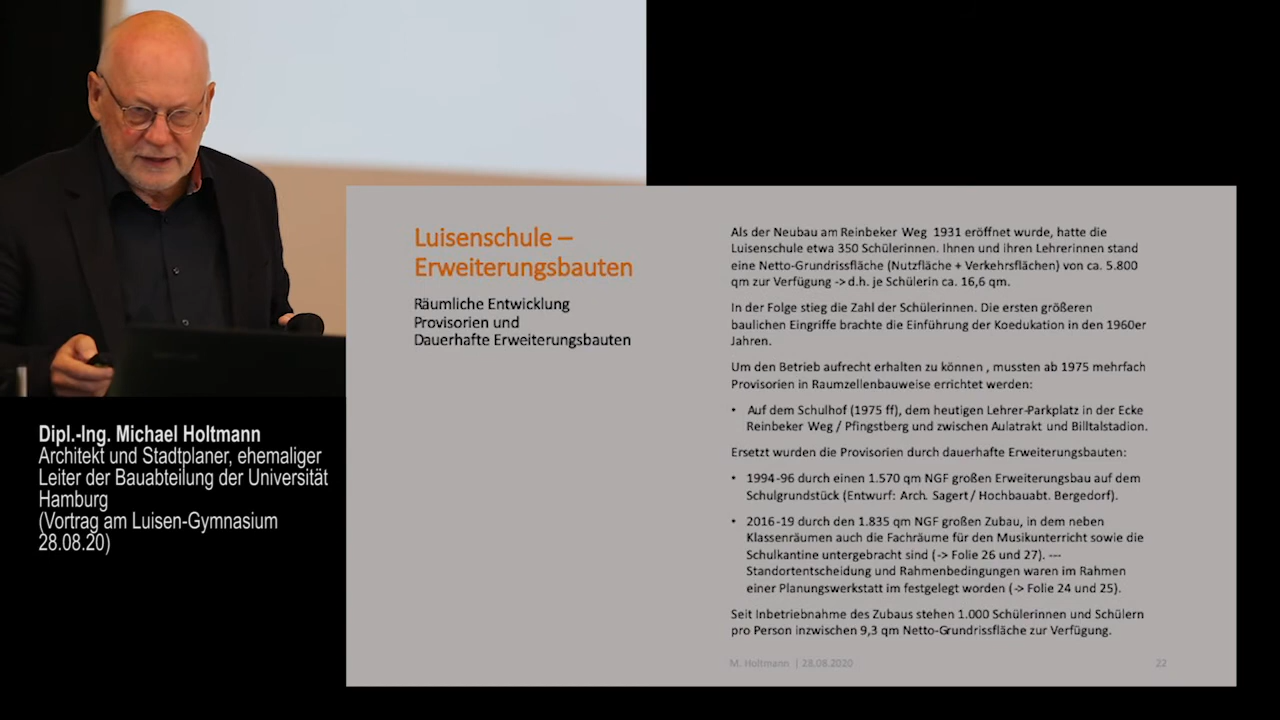 Dipl.-Ing. Michael Holtmann
Architekt und Stadtplaner, ehemaliger
Leiter der Bauabteilung der Universität
Hamburg
(Vortrag am Luisen-Gymnasium
28.08.20)
Luisenschule –
Erweiterungsbauten
Räumliche Entwicklung
Provisorien und
Dauerhafte Erweiterungsbauten
Als der Neubau am Reinbeker Weg 1931 eröffnet wurde, hatte die
Luisenschule etwa 350 Schülerinnen. Ihnen und ihren Lehrerinnen stand
eine Netto-Grundrissfläche (Nutzfläche + Verkehrsflächen) von ca. 5.800
qm zur Verfügung -> d.h. je Schülerin ca. 16,6 qm.
In der Folge stieg die Zahl der Schülerinnen. Die ersten größeren
baulichen Eingriffe brachte die Einführung der Koedukation in den 1960er
Jahren.
Um den Betrieb aufrecht erhalten zu können , mussten ab 1975 mehrfach
Provisorien in Raumzellenbauweise errichtet werden:
• Auf dem Schulhof (1975 ff), dem heutigen Lehrer-Parkplatz in der Ecke
Reinbeker Weg / Pfingstberg und zwischen Aulatrakt und Billtalstadion.
Ersetzt wurden die Provisorien durch dauerhafte Erweiterungsbauten:
• 1994-96 durch einen 1.570 qm NGF großen Erweiterungsbau auf dem
Schulgrundstück (Entwurf: Arch. Sagert / Hochbauabt. Bergedorf).
• 2016-19 durch den 1.835 qm NGF großen Zubau, in dem neben
Klassenräumen auch die Fachräume für den Musikunterricht sowie die
Schulkantine untergebracht sind (-> Folie 26 und 27). ---
Standortentscheidung und Rahmenbedingungen waren im Rahmen
einer Planungswerkstatt im festgelegt worden (-> Folie 24 und 25).
Seit Inbetriebnahme des Zubaus stehen 1.000 Schülerinnen und Schülern
pro Person inzwischen 9,3 qm Netto-Grundrissfläche zur Verfügung.
M. Holtmann | 28.08.2020
22